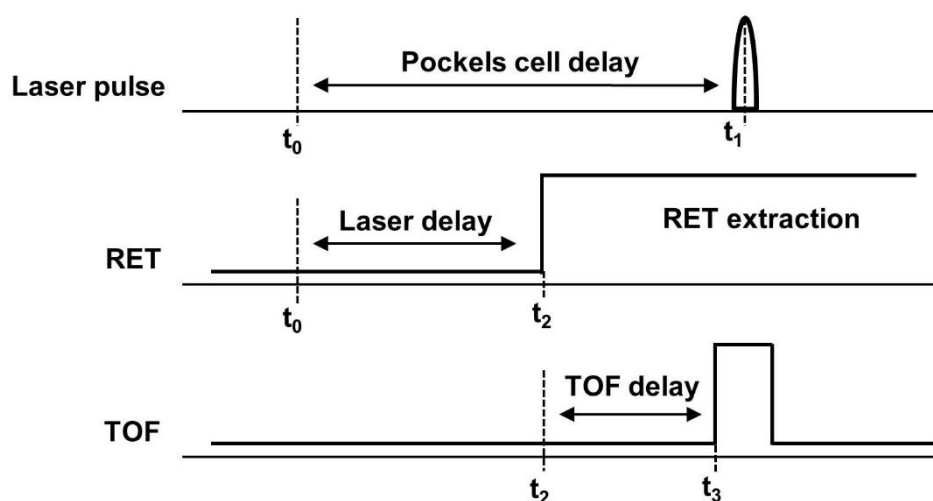 Pockels cell delay
Laser pulse
t0
t1
Laser delay
RET extraction
RET
t0
t2
TOF delay
TOF
t2
t3